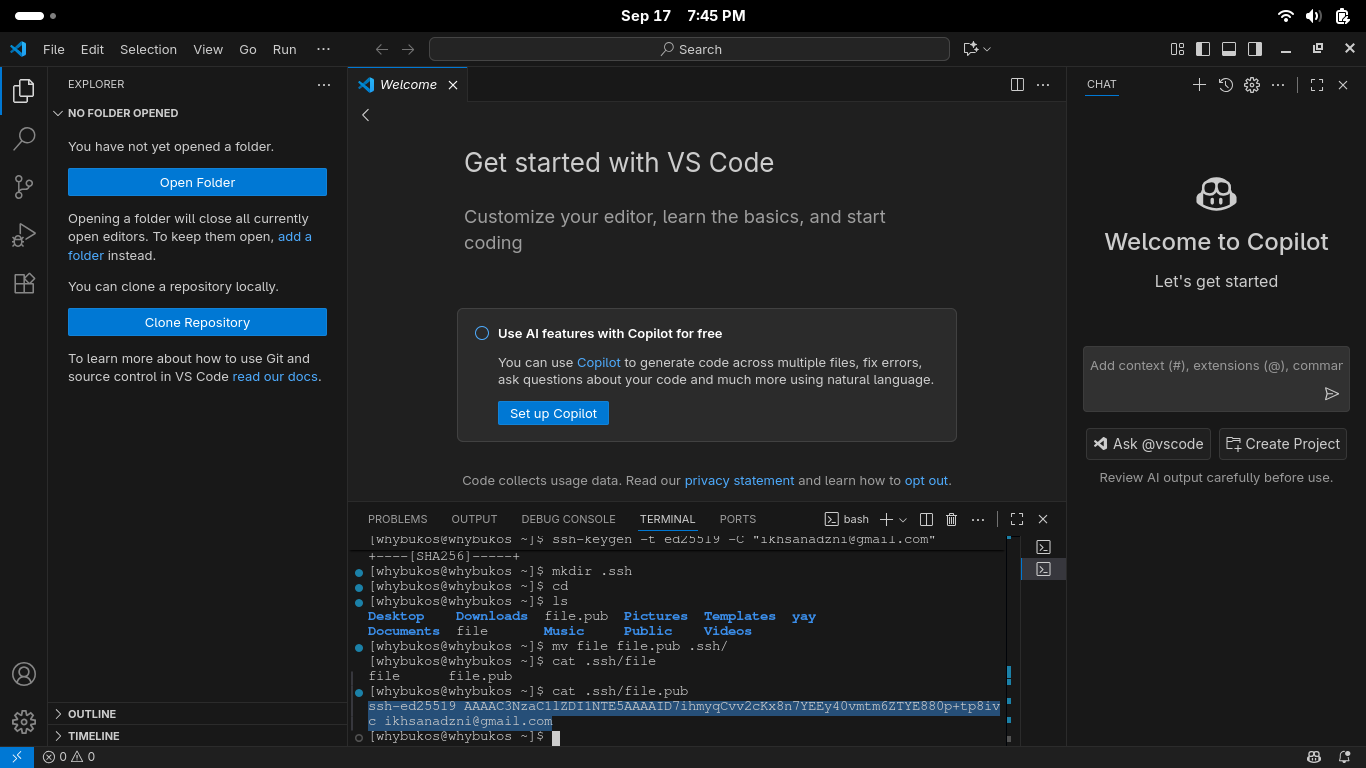 Sep 17 7:45 PM
File Edit Selection View Go Run ···
Search
EXPLORER
NO FOLDER OPENED
You have not yet opened a folder.
Open Folder
Opening a folder will close all currently
open editors. To keep them open, add a
folder instead.
You can clone a repository locally.
Clone Repository
To learn more about how to use Git and
source control in VS Code read our docs.
OUTLINE
TIMELINE
Welcome
Get started with VS Code
Customize your editor, learn the basics, and start
coding
Use AI features with Copilot for free
You can use Copilot to generate code across multiple files, fix errors,
ask questions about your code and much more using natural language.
Set up Copilot
Code collects usage data. Read our privacy statement and learn how to opt out.
PROBLEMS OUTPUT DEBUG CONSOLE TERMINAL PORTS bash
[whybukos@whybukos ~]$ ssh-keygen -t ed25519 -C "ikhsanadzni@gmail.com"
+----[SHA256]-----+
[whybukos@whybukos ~]$ mkdir .ssh
[whybukos@whybukos ~]$ cd
[whybukos@whybukos ~]$ ls
Desktop Downloads file.pub Pictures Templates yay
Documents file Music Public Videos
[whybukos@whybukos ~]$ mv file file.pub .ssh/
[whybukos@whybukos ~]$ cat .ssh/file
file file.pub
[whybukos@whybukos ~]$ cat .ssh/file.pub
ssh-ed25519 AAAAC3NzaC1lZDI1NTE5AAAAID7ihmyqCvv2cKx8n7YEEy40vmtm6ZTYE880p+tp8iv
c ikhsanadzni@gmail.com
[whybukos@whybukos ~]$
CHAT
Welcome to Copilot
Let's get started
Add context (#), extensions (@), commar
Ask @vscode
Create Project
Review AI output carefully before use.
0 0